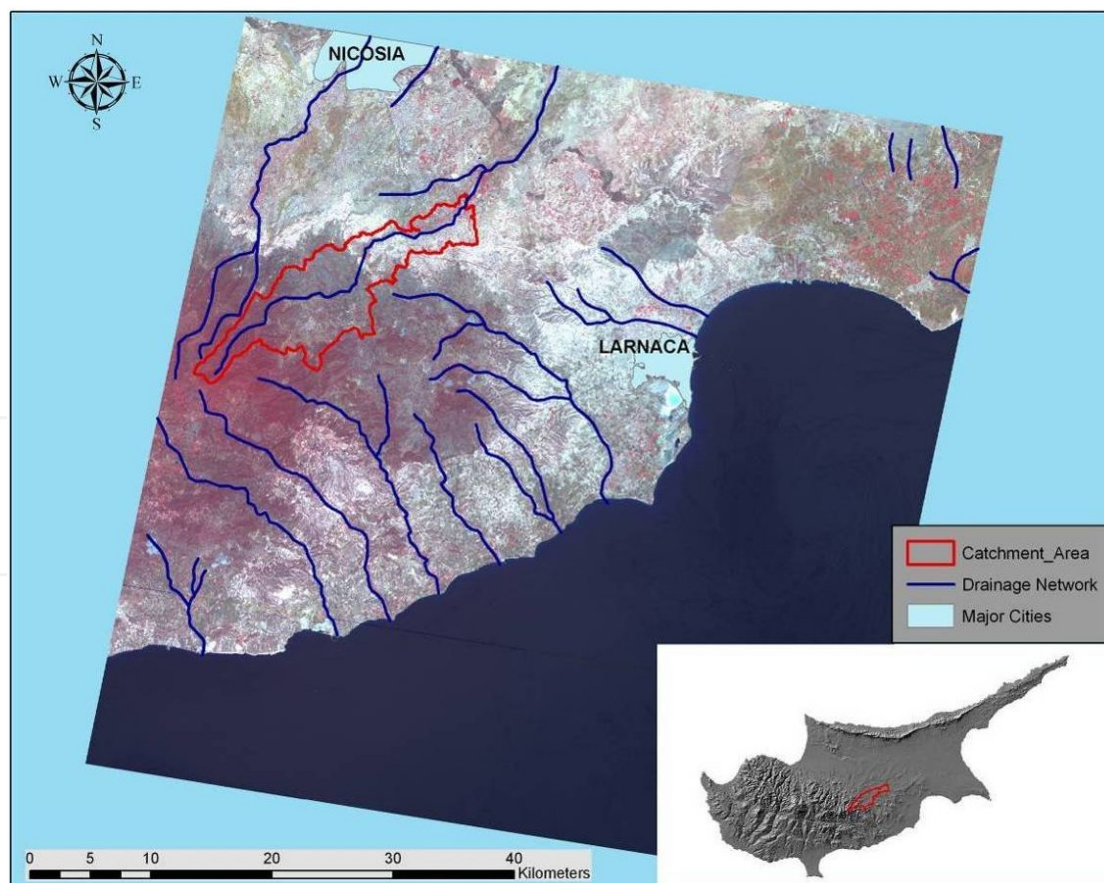 N
W E
S
NICOSIA
LARNACA
Catchment_Area
Drainage Network
Major Cities
0 5 10 20 30 40
Kilometers